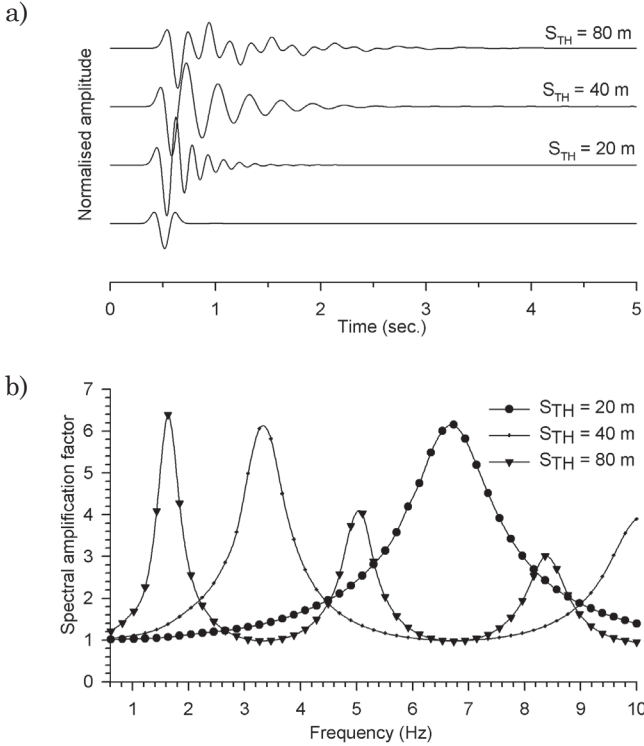 a)
Normalised amplitude
S_TH = 80 m
S_TH = 40 m
S_TH = 20 m
0 1 2 3 4 5
Time (sec.)
b)
Spectral amplification factor
7
6
5
4
3
2
1
0
S_TH = 20 m
S_TH = 40 m
S_TH = 80 m
1 2 3 4 5 6 7 8 9 10
Frequency (Hz)